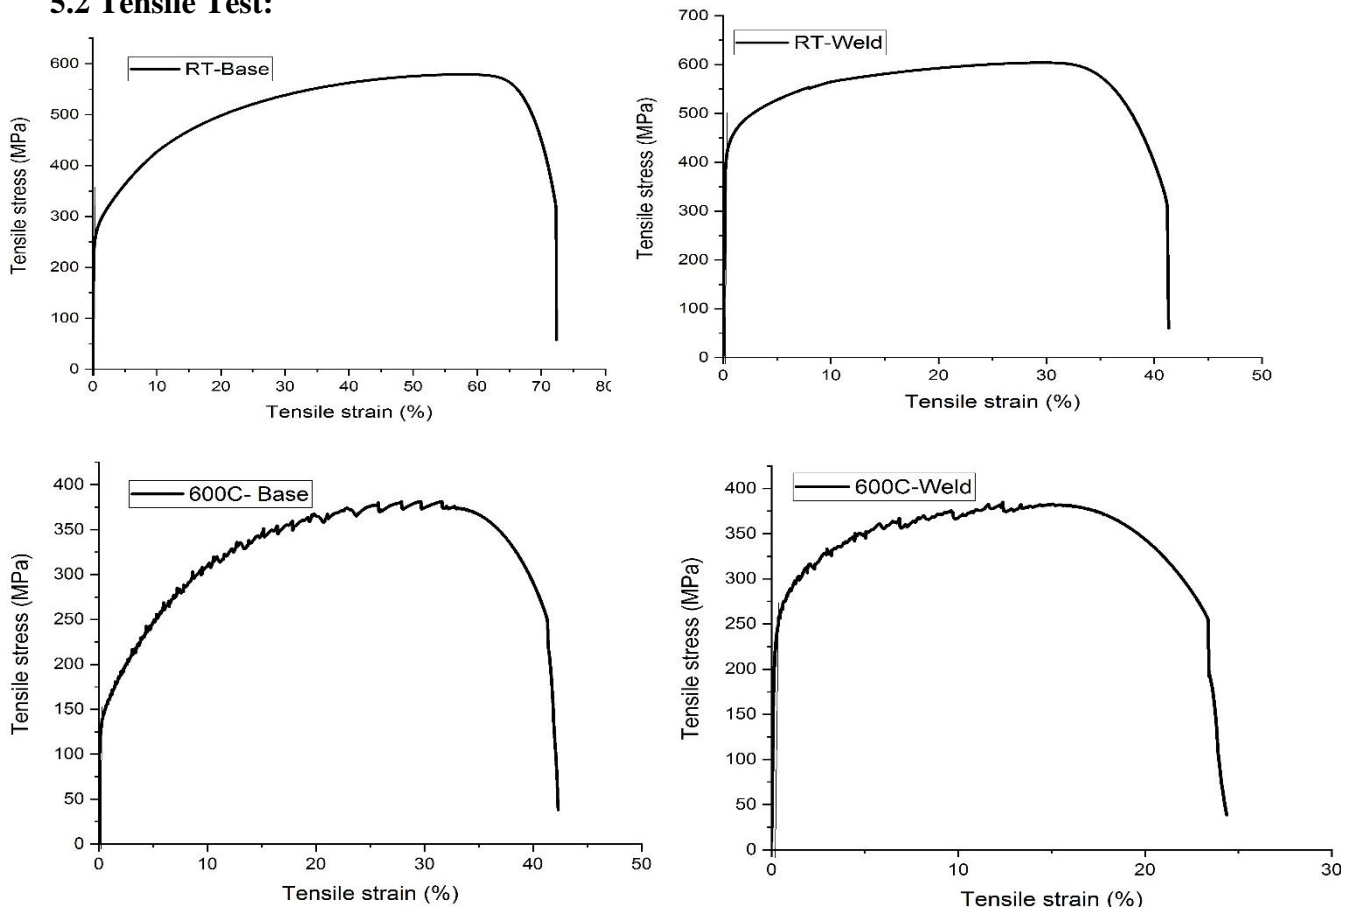 5.2 Tensile Test:
RT-Base
600
500
400
300
200
100
0
0 10 20 30 40 50 60 70
Tensile stress (MPa)
Tensile strain (%)
RT-Weld
700
600
500
400
300
200
100
0
0 10 20 30 40 50
Tensile stress (MPa)
Tensile strain (%)
600C- Base
400
350
300
250
200
150
100
50
0
0 10 20 30 40 50
Tensile stress (MPa)
Tensile strain (%)
600C-Weld
400
350
300
250
200
150
100
50
0
0 10 20 30
Tensile stress (MPa)
Tensile strain (%)